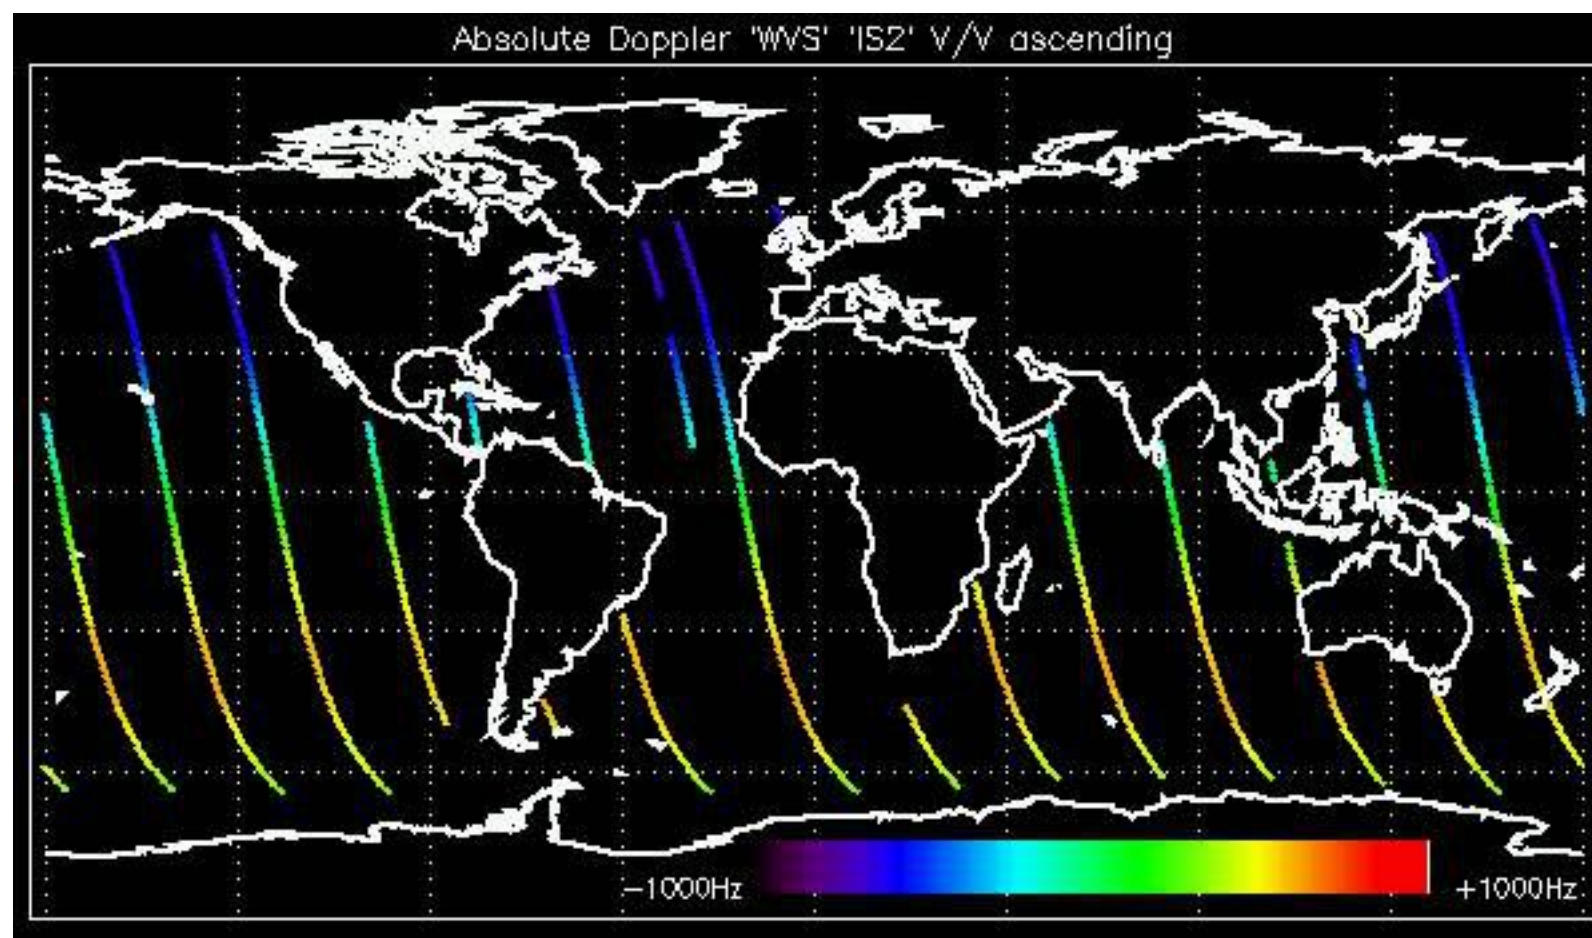 Absolute Doppler 'WVS' 'IS2' V/V ascending
-1000Hz +1000Hz